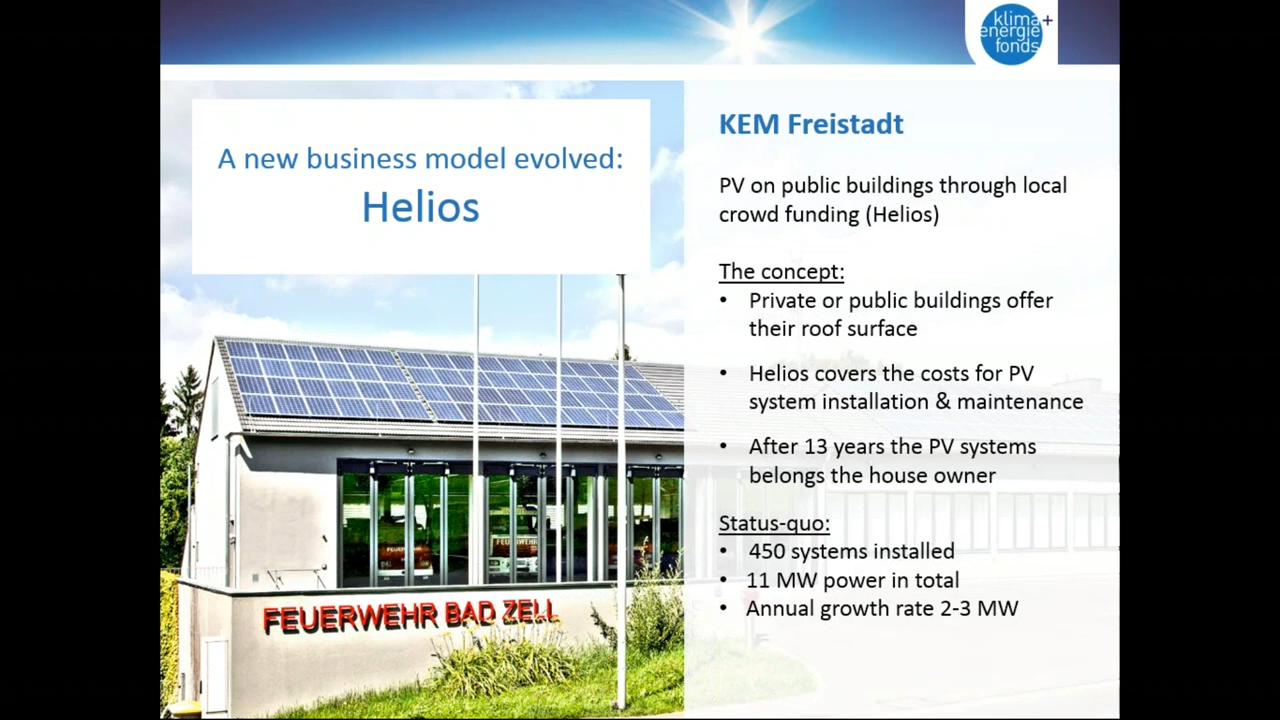 klima+
energie
fonds
A new business model evolved:
Helios
KEM Freistadt
PV on public buildings through local
crowd funding (Helios)
The concept:
• Private or public buildings offer
their roof surface
• Helios covers the costs for PV
system installation & maintenance
• After 13 years the PV systems
belongs the house owner
Status-quo:
• 450 systems installed
• 11 MW power in total
• Annual growth rate 2-3 MW
FEUERWEHR
FEUERWEHR
FEUERWEHR BAD ZELL